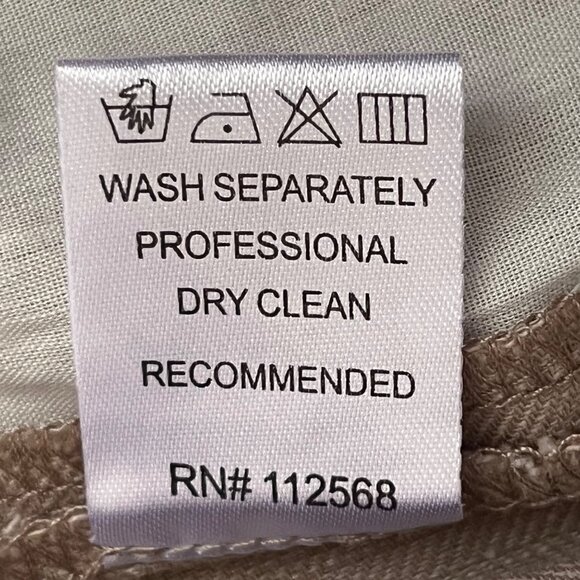 WASH SEPARATELY
PROFESSIONAL
DRY CLEAN
RECOMMENDED
RN# 112568